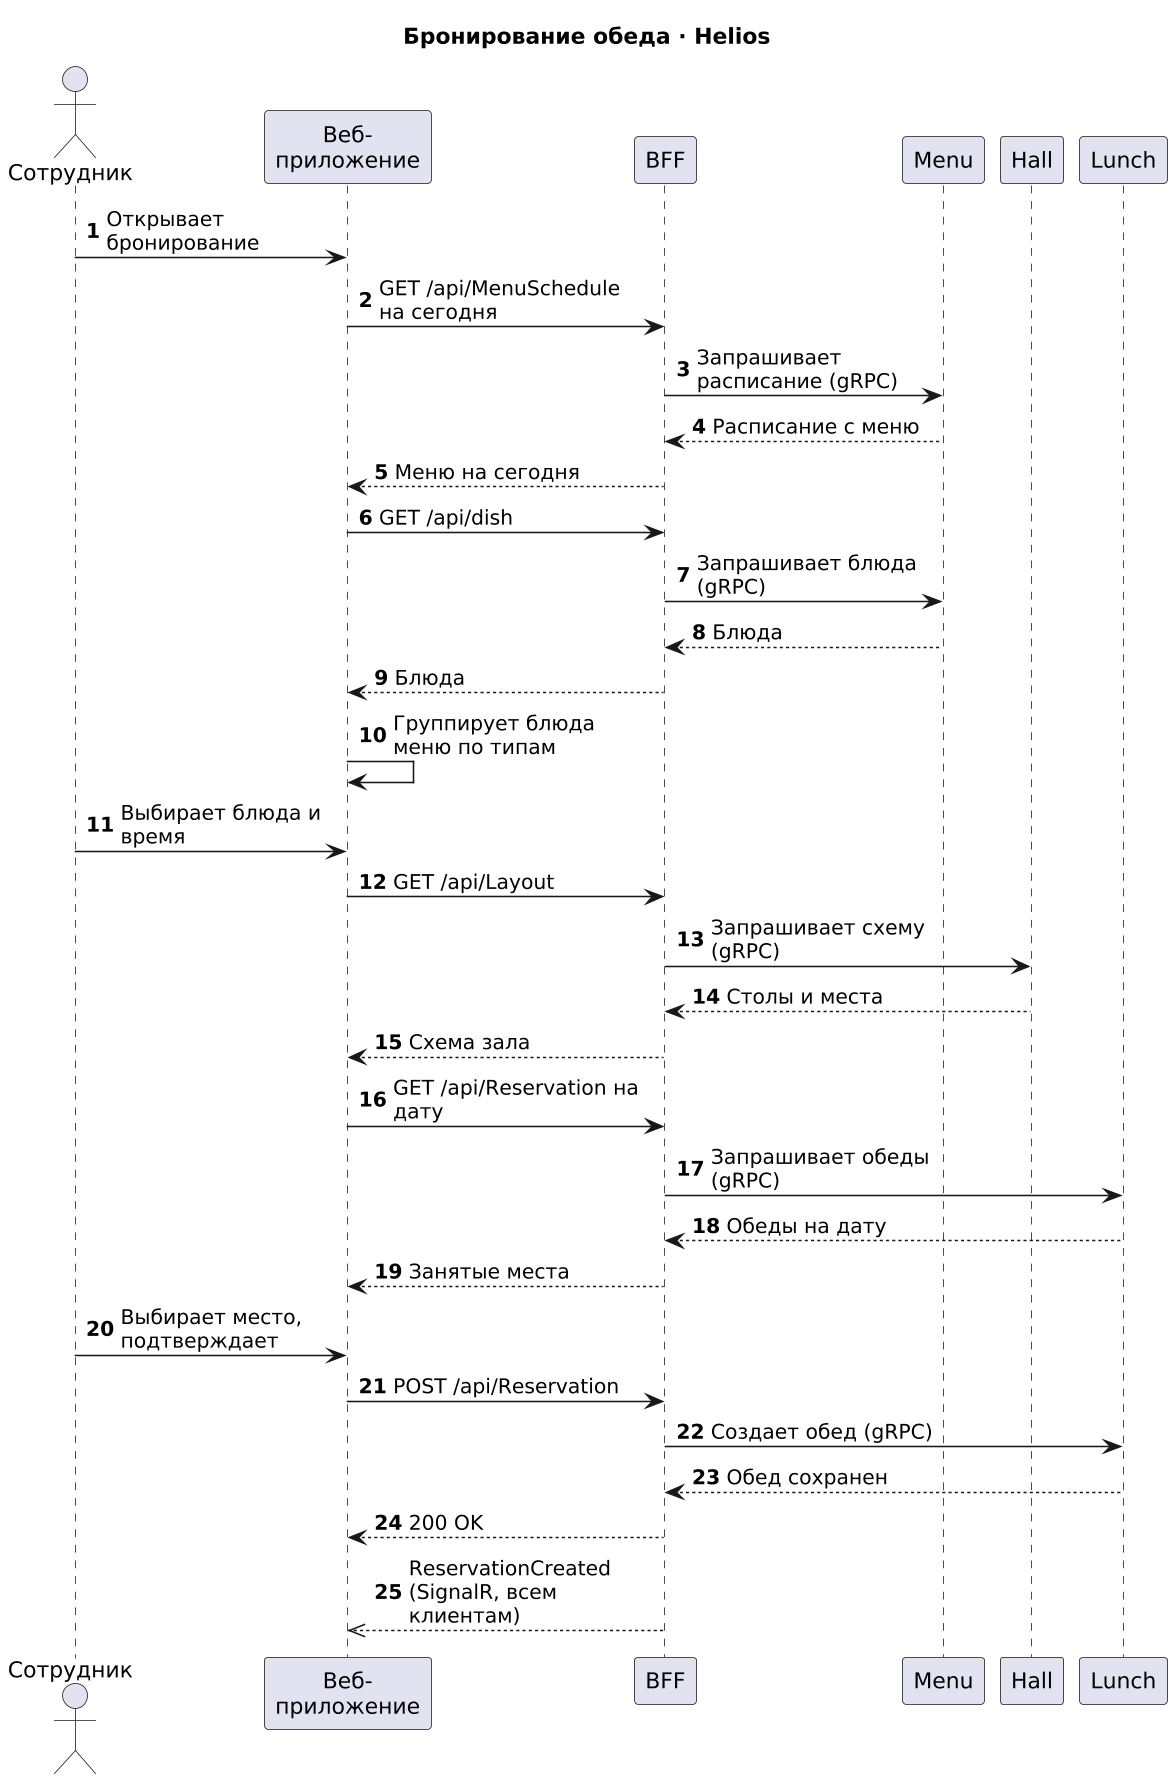 Бронирование обеда · Helios
Сотрудник
Веб-
приложение
BFF
Menu
Hall
Lunch
1 Открывает
бронирование
2 GET /api/MenuSchedule
на сегодня
3 Запрашивает
расписание (gRPC)
4 Расписание с меню
5 Меню на сегодня
6 GET /api/dish
7 Запрашивает блюда
(gRPC)
8 Блюда
9 Блюда
10 Группирует блюда
меню по типам
11 Выбирает блюда и
время
12 GET /api/Layout
13 Запрашивает схему
(gRPC)
14 Столы и места
15 Схема зала
16 GET /api/Reservation на
дату
17 Запрашивает обеды
(gRPC)
18 Обеды на дату
19 Занятые места
20 Выбирает место,
подтверждает
21 POST /api/Reservation
22 Создает обед (gRPC)
23 Обед сохранен
24 200 OK
25 ReservationCreated
(SignalR, всем
клиентам)
Сотрудник
Веб-
приложение
BFF
Menu
Hall
Lunch